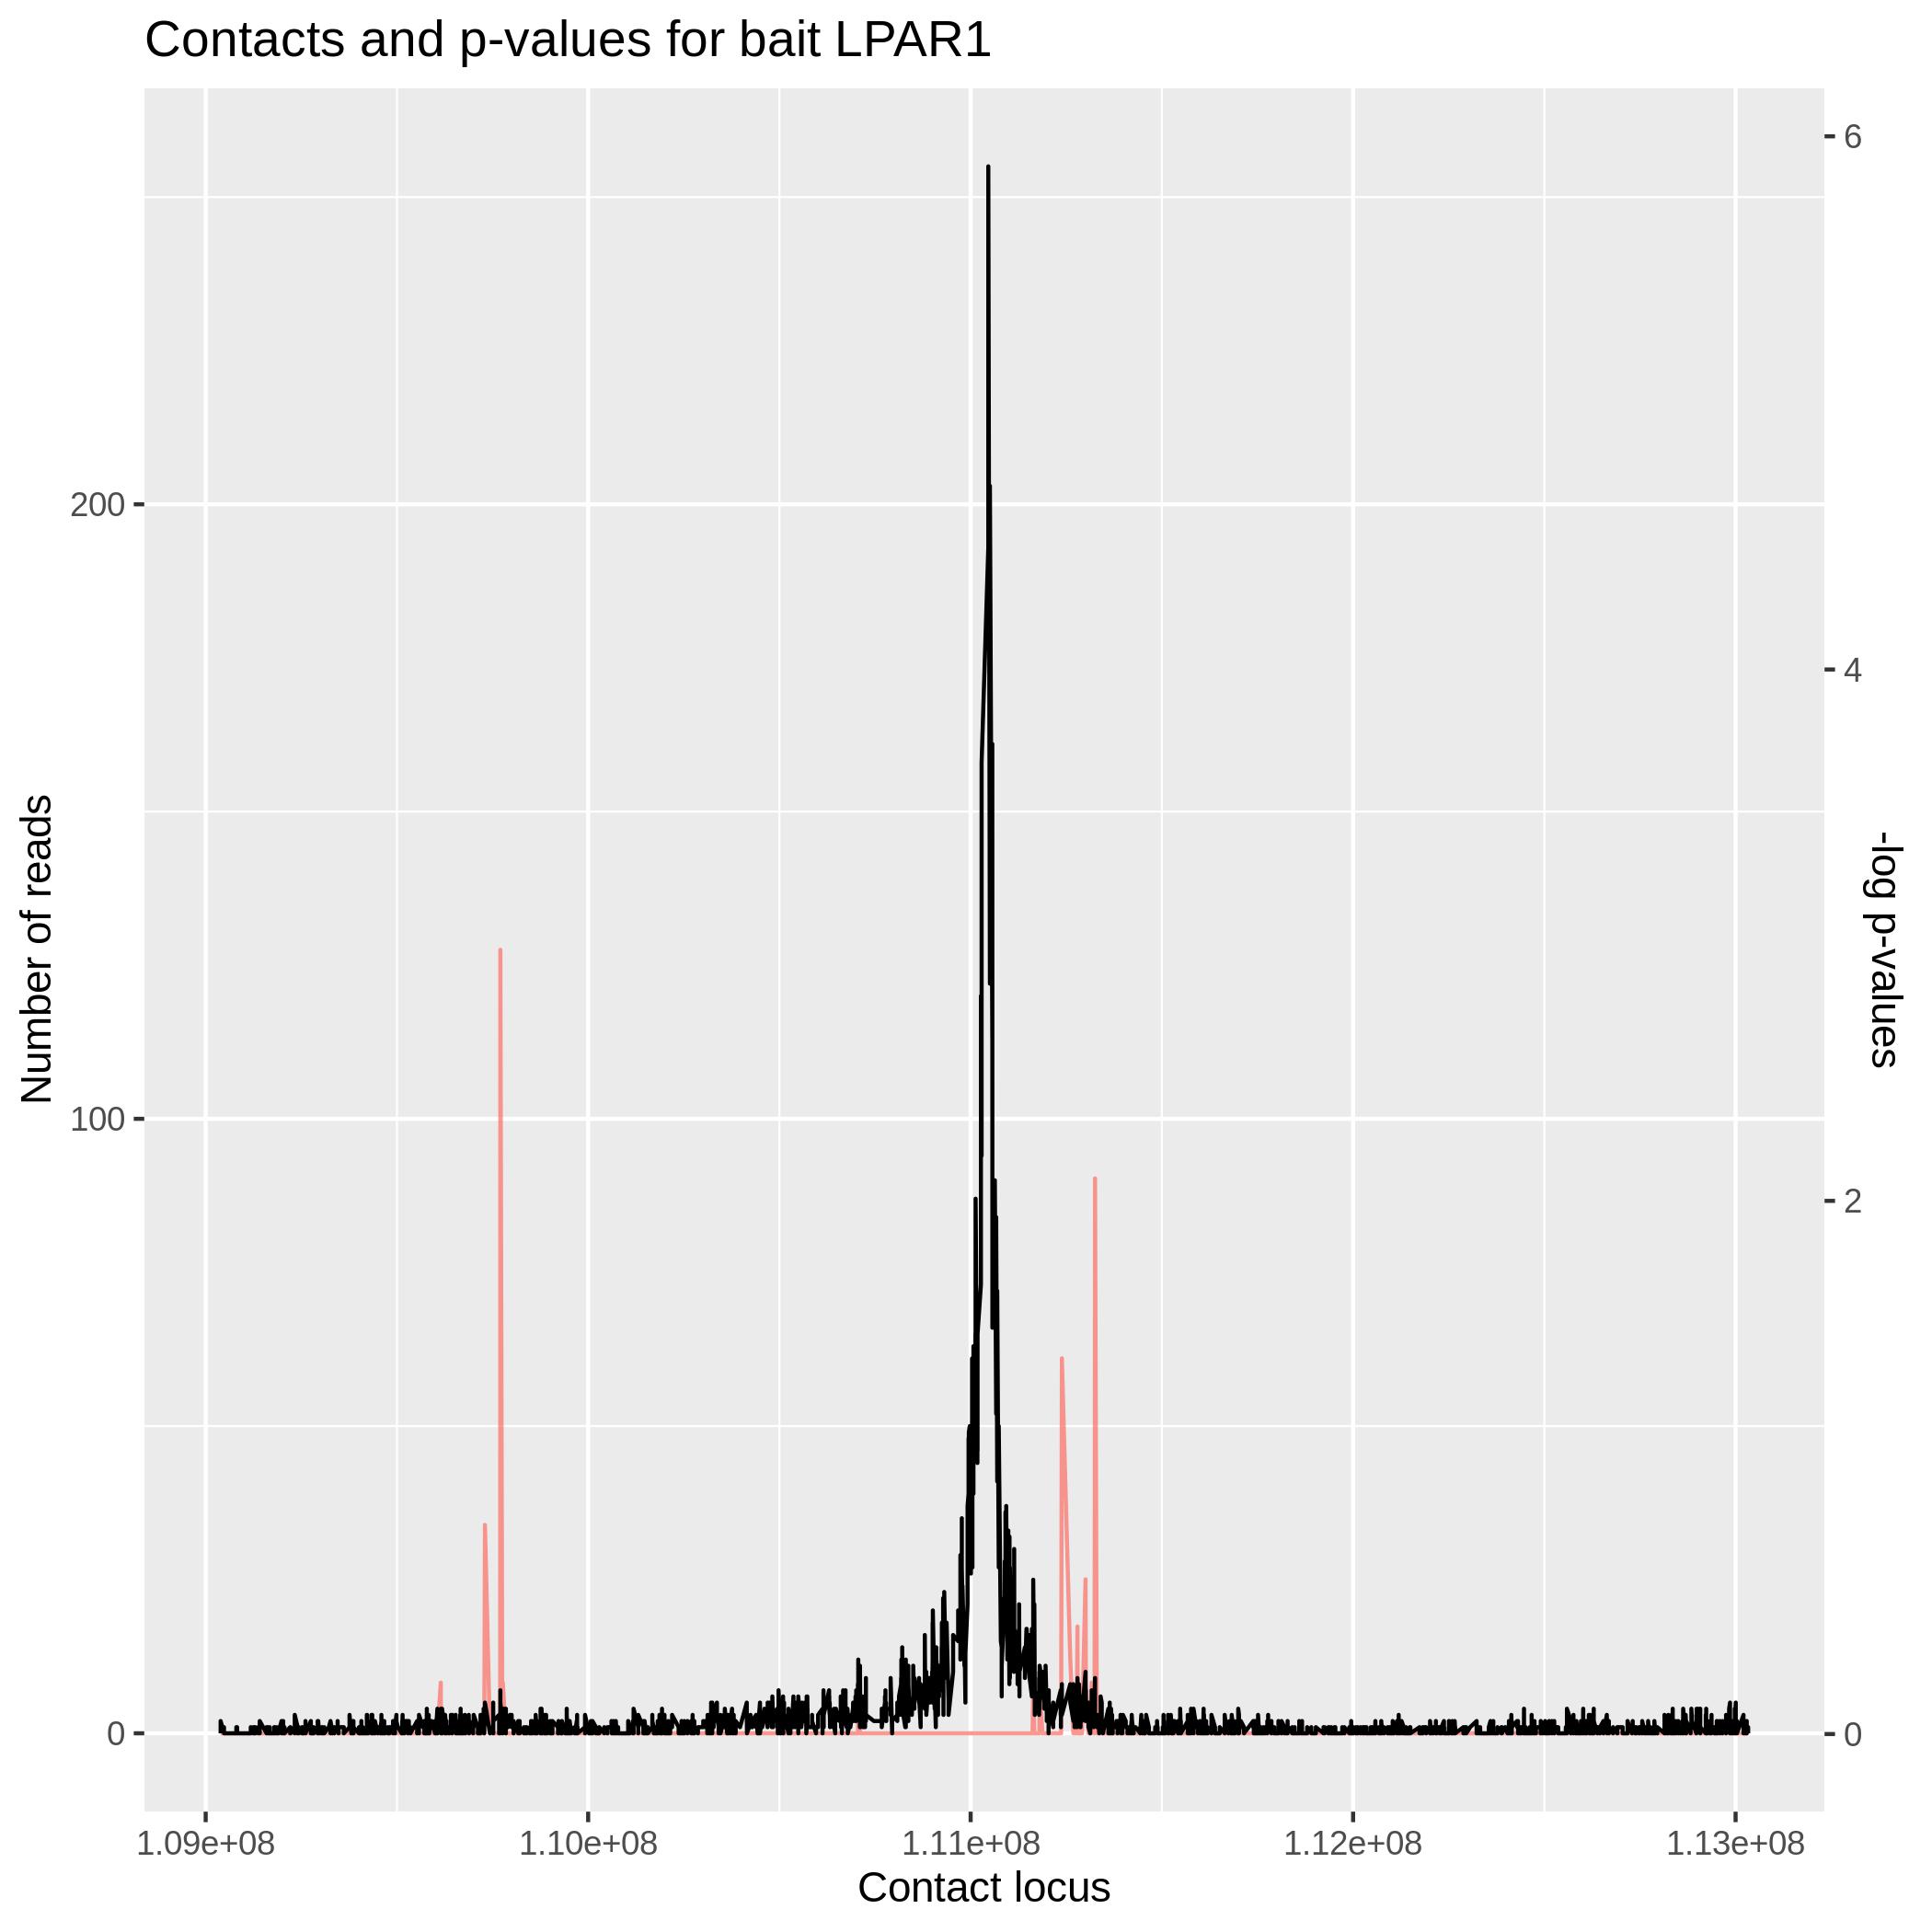 Contacts and p-values for bait LPAR1
6
200
4
Number of reads
-log p-values
100
2
0
0
1.09e+08
1.10e+08
1.11e+08
1.12e+08
1.13e+08
Contact locus